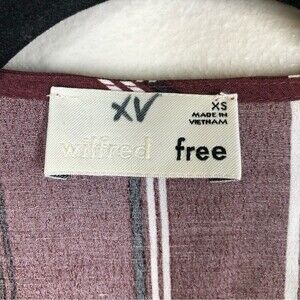 XV
XS
MADE IN
VIETNAM
wilfred free